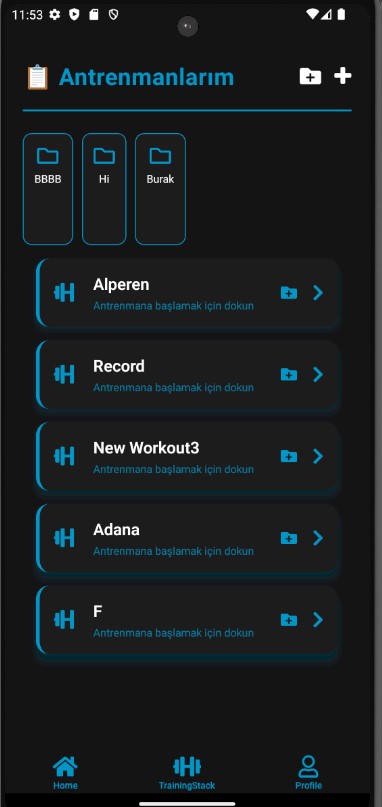 11:53
Antrenmanlarım
BBBB
Hi
Burak
Alperen
Antrenmana başlamak için dokun
Record
Antrenmana başlamak için dokun
New Workout3
Antrenmana başlamak için dokun
Adana
Antrenmana başlamak için dokun
F
Antrenmana başlamak için dokun
Home
TrainingStack
Profile